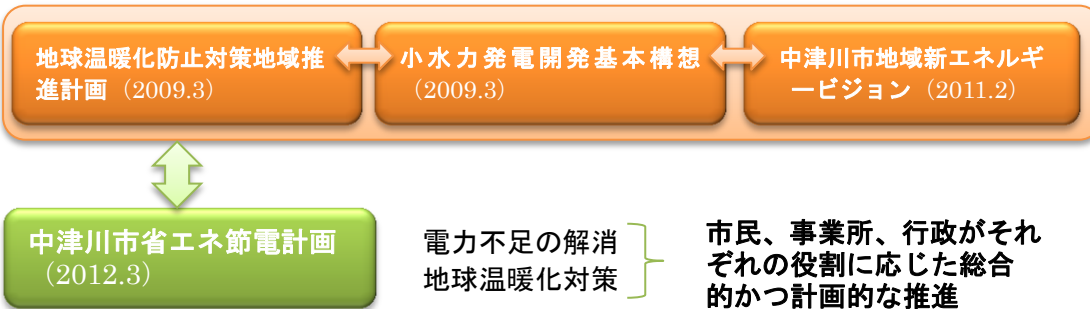 地球温暖化防止対策地域推
進計画（2009.3）
小水力発電開発基本構想
（2009.3）
中津川市地域新エネルギ
ービジョン（2011.2）
中津川市省エネ節電計画
（2012.3）
電力不足の解消
地球温暖化対策
市民、事業所、行政がそれ
ぞれの役割に応じた総合
的かつ計画的な推進